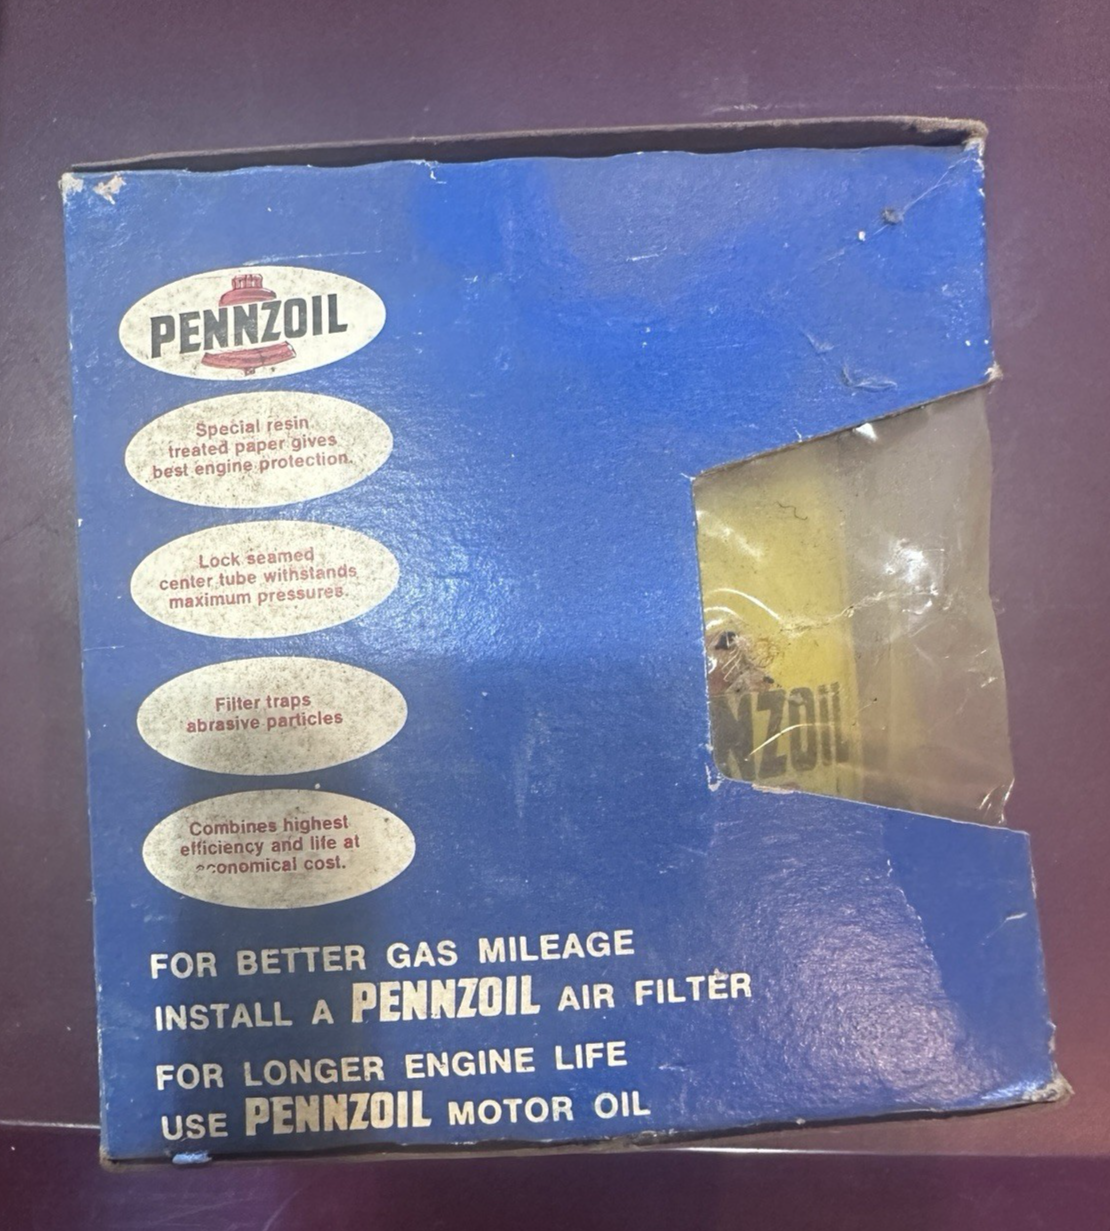 PENNZOIL
Special resin
treated paper gives
best engine protection.
Lock seamed
center tube withstands
maximum pressures.
Filter traps
abrasive particles
Combines highest
efficiency and life at
economical cost.
NZOIL
FOR BETTER GAS MILEAGE
INSTALL A PENNZOIL AIR FILTER
FOR LONGER ENGINE LIFE
USE PENNZOIL MOTOR OIL